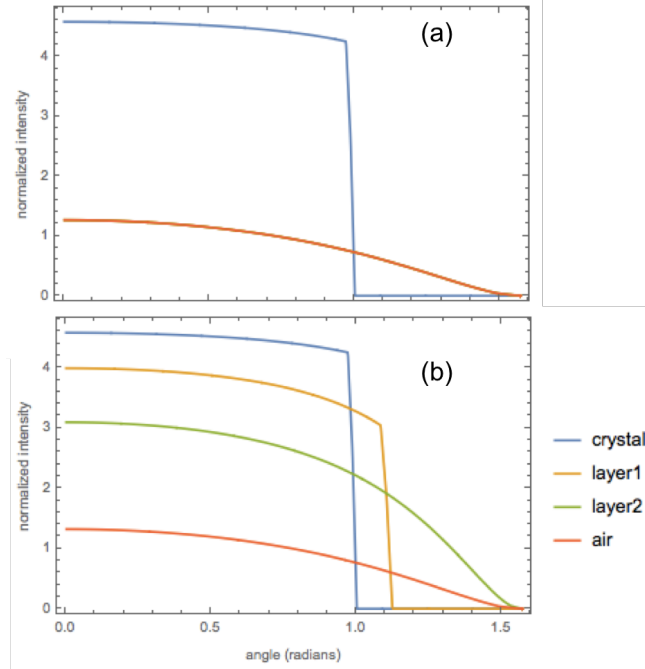 (a)
normalized intensity
4
3
2
1
0
(b)
normalized intensity
4
3
2
1
0
0.0 0.5 1.0 1.5
angle (radians)
crystal
layer1
layer2
air